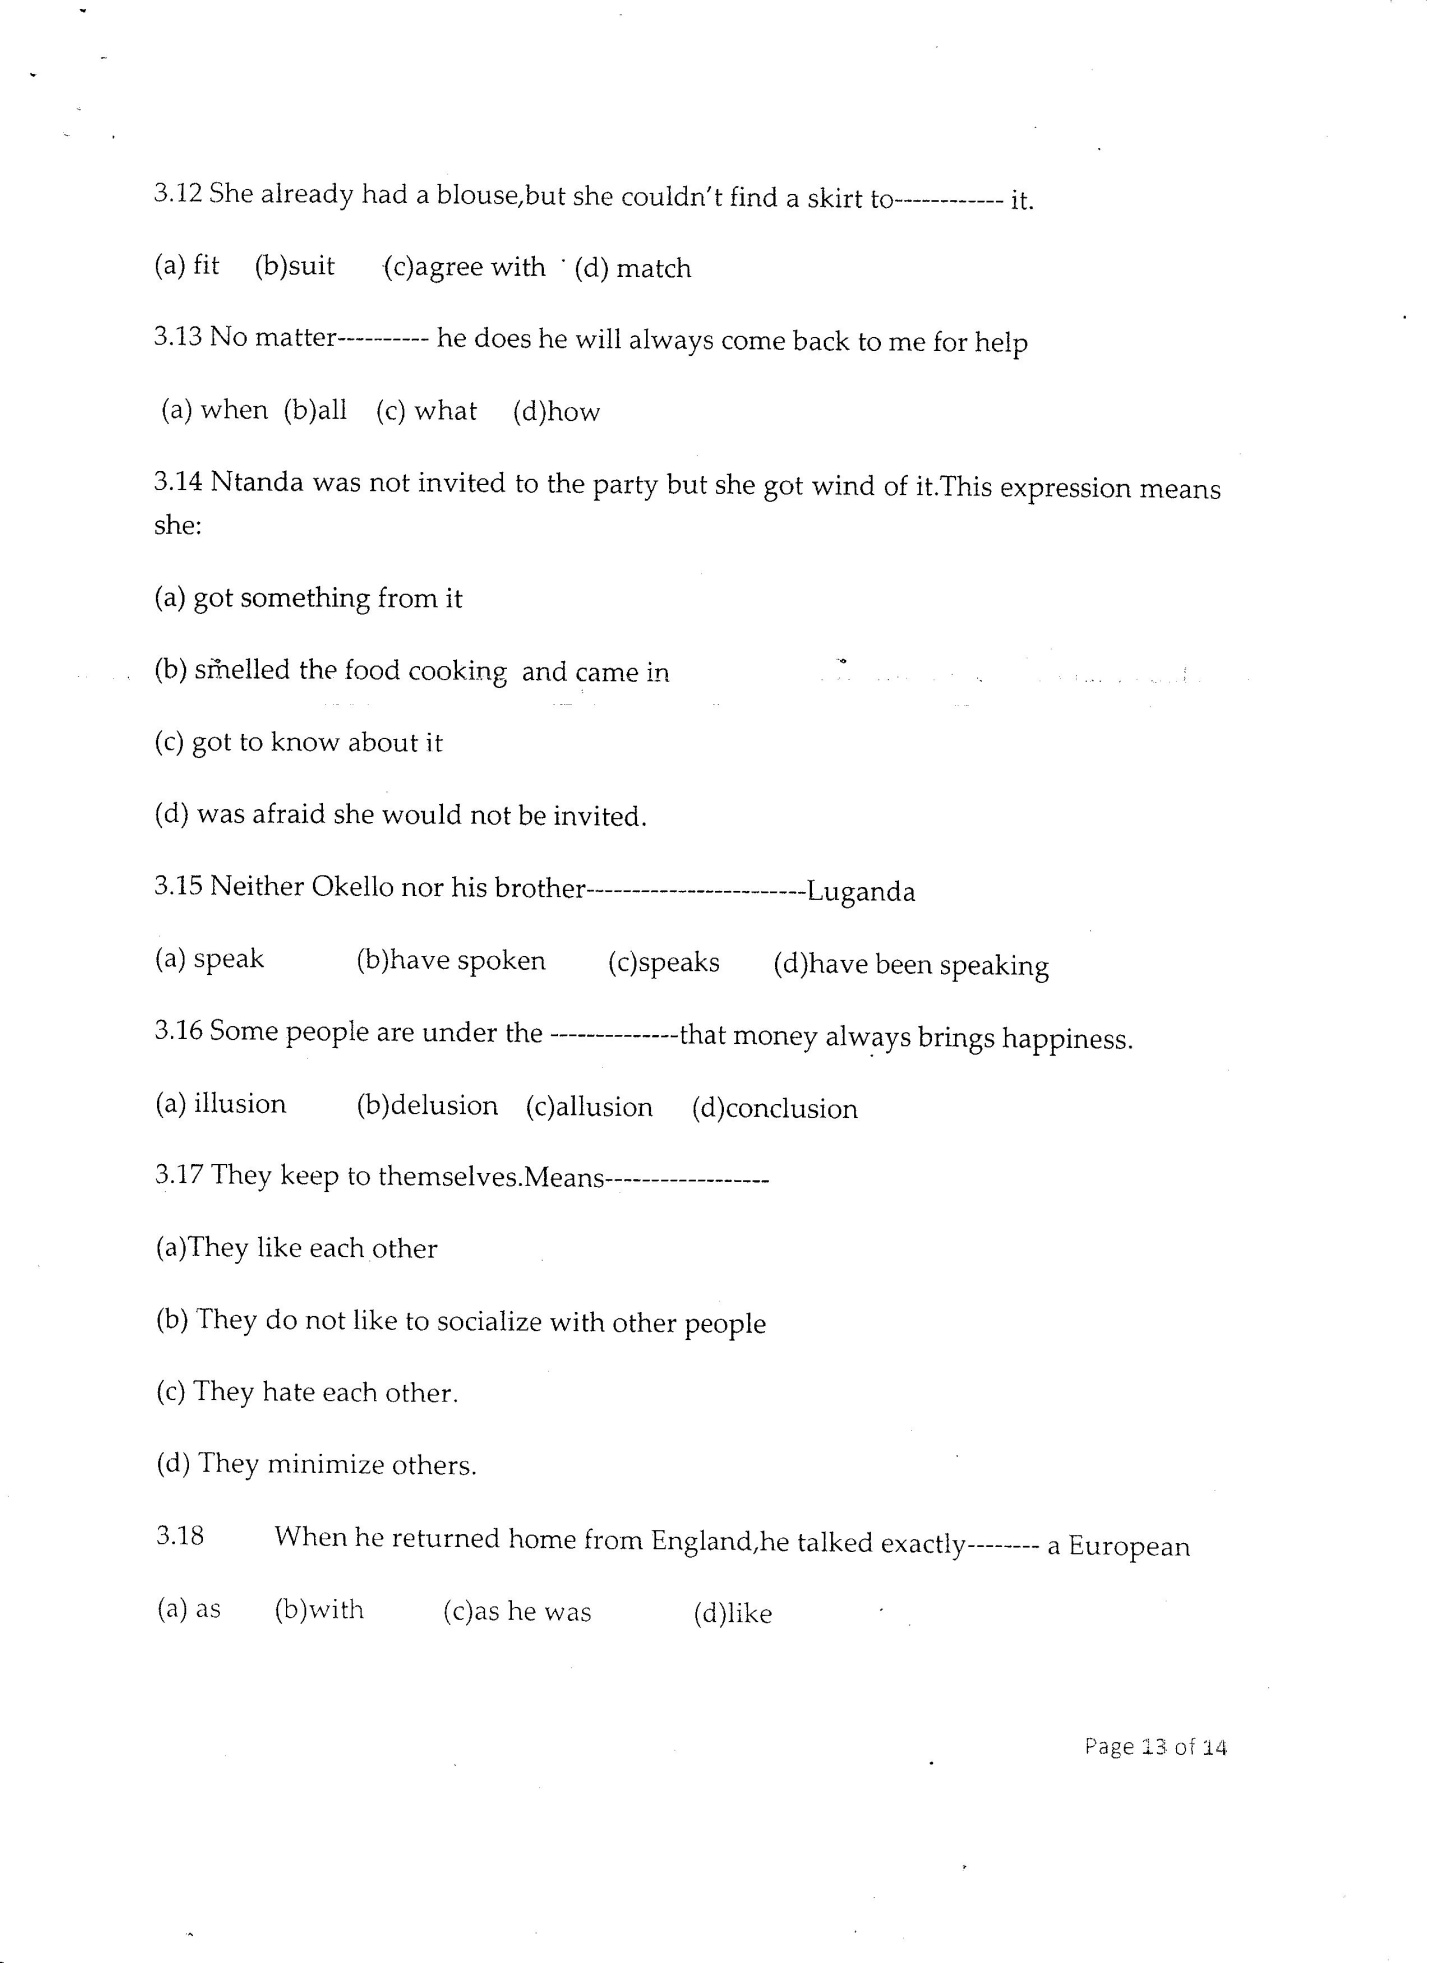 3.12 She already had a blouse,but she couldn't find a skirt to------------ it.
(a) fit (b)suit (c)agree with (d) match
3.13 No matter---------- he does he will always come back to me for help
(a) when (b)all (c) what (d)how
3.14 Ntanda was not invited to the party but she got wind of it.This expression means
she:
(a) got something from it
(b) smelled the food cooking and came in
(c) got to know about it
(d) was afraid she would not be invited.
3.15 Neither Okello nor his brother------------------------Luganda
(a) speak (b)have spoken (c)speaks (d)have been speaking
3.16 Some people are under the --------------that money always brings happiness.
(a) illusion (b)delusion (c)allusion (d)conclusion
3.17 They keep to themselves.Means------------------
(a)They like each other
(b) They do not like to socialize with other people
(c) They hate each other.
(d) They minimize others.
3.18 When he returned home from England,he talked exactly-------- a European
(a) as (b)with (c)as he was (d)like
Page 13 of 14